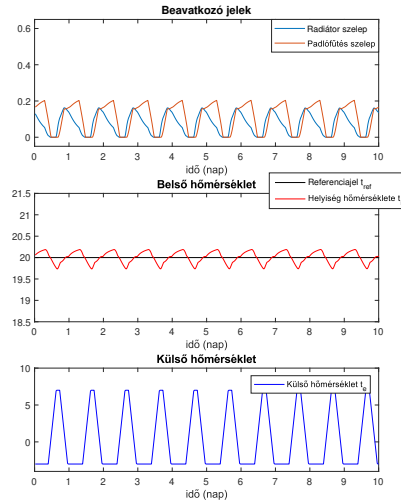 Beavatkozó jelek
0.6
0.4
0.2
0
Radiátor szelep
Padlófűtés szelep
0 1 2 3 4 5 6 7 8 9 10
idő (nap)
Belső hőmérséklet
21.5
21
20.5
20
19.5
19
18.5
Referenciajel t_ref
Helyiség hőmérséklete t
0 1 2 3 4 5 6 7 8 9 10
idő (nap)
Külső hőmérséklet
10
5
0
Külső hőmérséklet t_e
0 1 2 3 4 5 6 7 8 9 10
idő (nap)